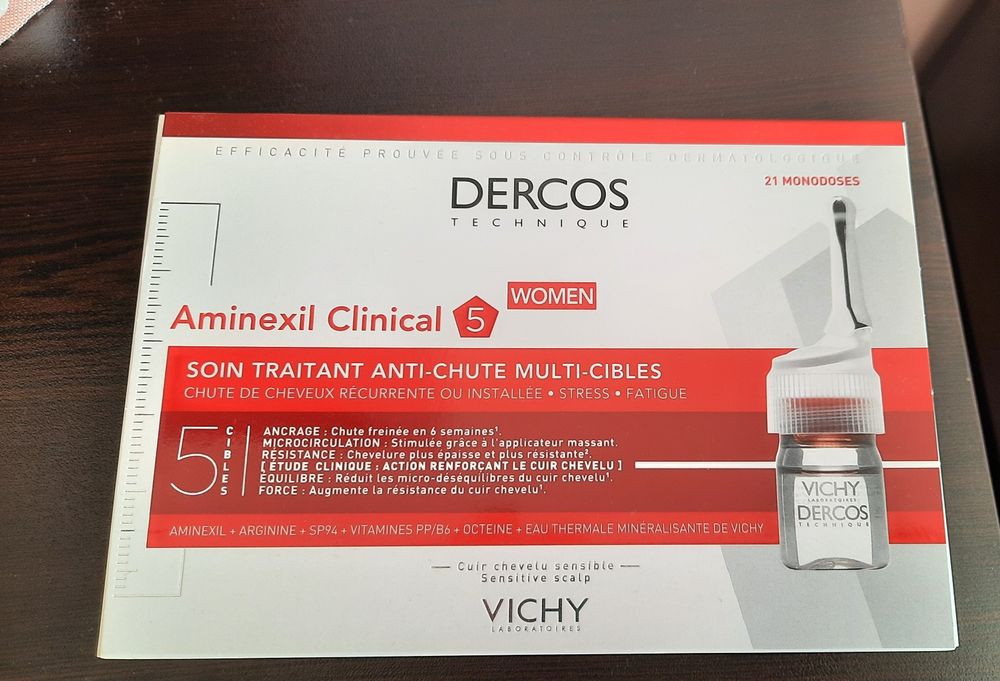 EFFICACITÉ PROUVÉE SOUS CONTRÔLE DERMATOLOGIQUE
DERCOS
TECHNIQUE
21 MONODOSES
Aminexil Clinical 5
WOMEN
SOIN TRAITANT ANTI-CHUTE MULTI-CIBLES
CHUTE DE CHEVEUX RÉCURRENTE OU INSTALLÉE • STRESS • FATIGUE
5 CIBLES
ANCRAGE : Chute freinée en 6 semaines¹.
MICROCIRCULATION : Stimulée grâce à l'applicateur massant.
RÉSISTANCE : Chevelure plus épaisse et plus résistante².
[ ÉTUDE CLINIQUE : ACTION RENFORÇANT LE CUIR CHEVELU ]
ÉQUILIBRE : Réduit les micro-déséquilibres du cuir chevelu¹.
FORCE : Augmente la résistance du cuir chevelu¹.
AMINEXIL + ARGININE + SP94 + VITAMINES PP/B6 + OCTEINE + EAU THERMALE MINÉRALISANTE DE VICHY
VICHY
LABORATOIRES
DERCOS
TECHNIQUE
Cuir chevelu sensible
Sensitive scalp
VICHY
LABORATOIRES